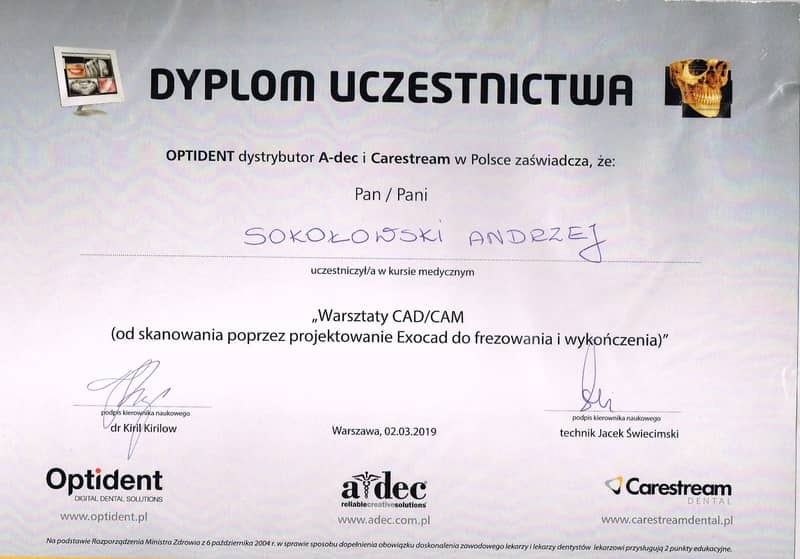 DYPLOM UCZESTNICTWA
OPTIDENT dystrybutor A-dec i Carestream w Polsce zaświadcza, że:
Pan / Pani
SOKOŁOWSKI ANDRZEJ
uczestniczył/a w kursie medycznym
„Warsztaty CAD/CAM
(od skanowania poprzez projektowanie Exocad do frezowania i wykończenia)”
podpis kierownika naukowego
dr Kiril Kirilow
Warszawa, 02.03.2019
podpis kierownika naukowego
technik Jacek Świecimski
Optident
DIGITAL DENTAL SOLUTIONS
www.optident.pl
a dec
reliablecreativesolutions
www.adec.com.pl
Carestream
DENTAL
www.carestreamdental.pl
Na podstawie Rozporządzenia Ministra Zdrowia z 6 października 2004 r. w sprawie sposobu dopełnienia obowiązku doskonalenia zawodowego lekarzy i lekarzy dentystów lekarzowi przysługują 2 punkty edukacyjne.